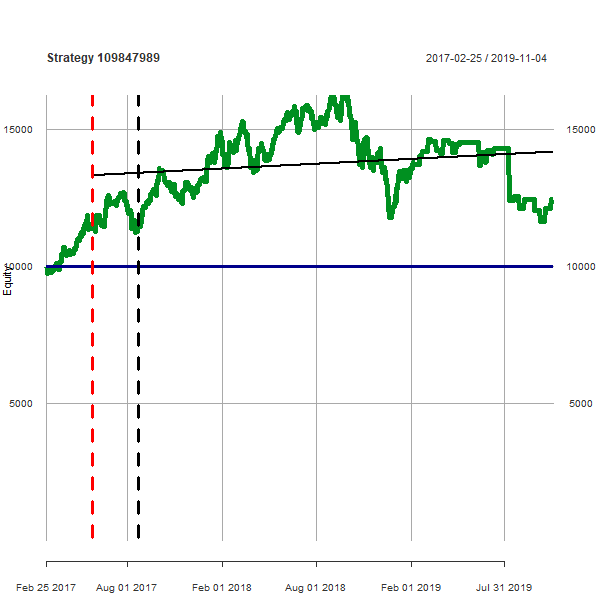 Strategy 109847989
2017-02-25 / 2019-11-04
15000
15000
10000
10000
Equity
5000
5000
Feb 25 2017
Aug 01 2017
Feb 01 2018
Aug 01 2018
Feb 01 2019
Jul 31 2019